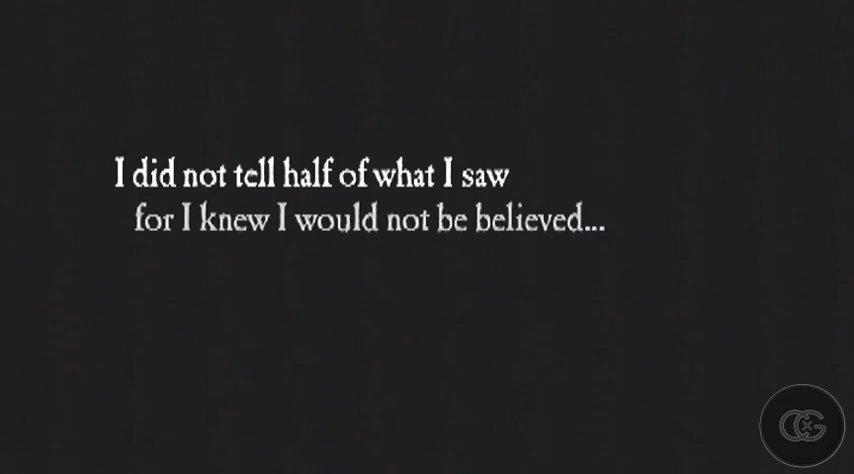 I did not tell half of what I saw
for I knew I would not be believed...